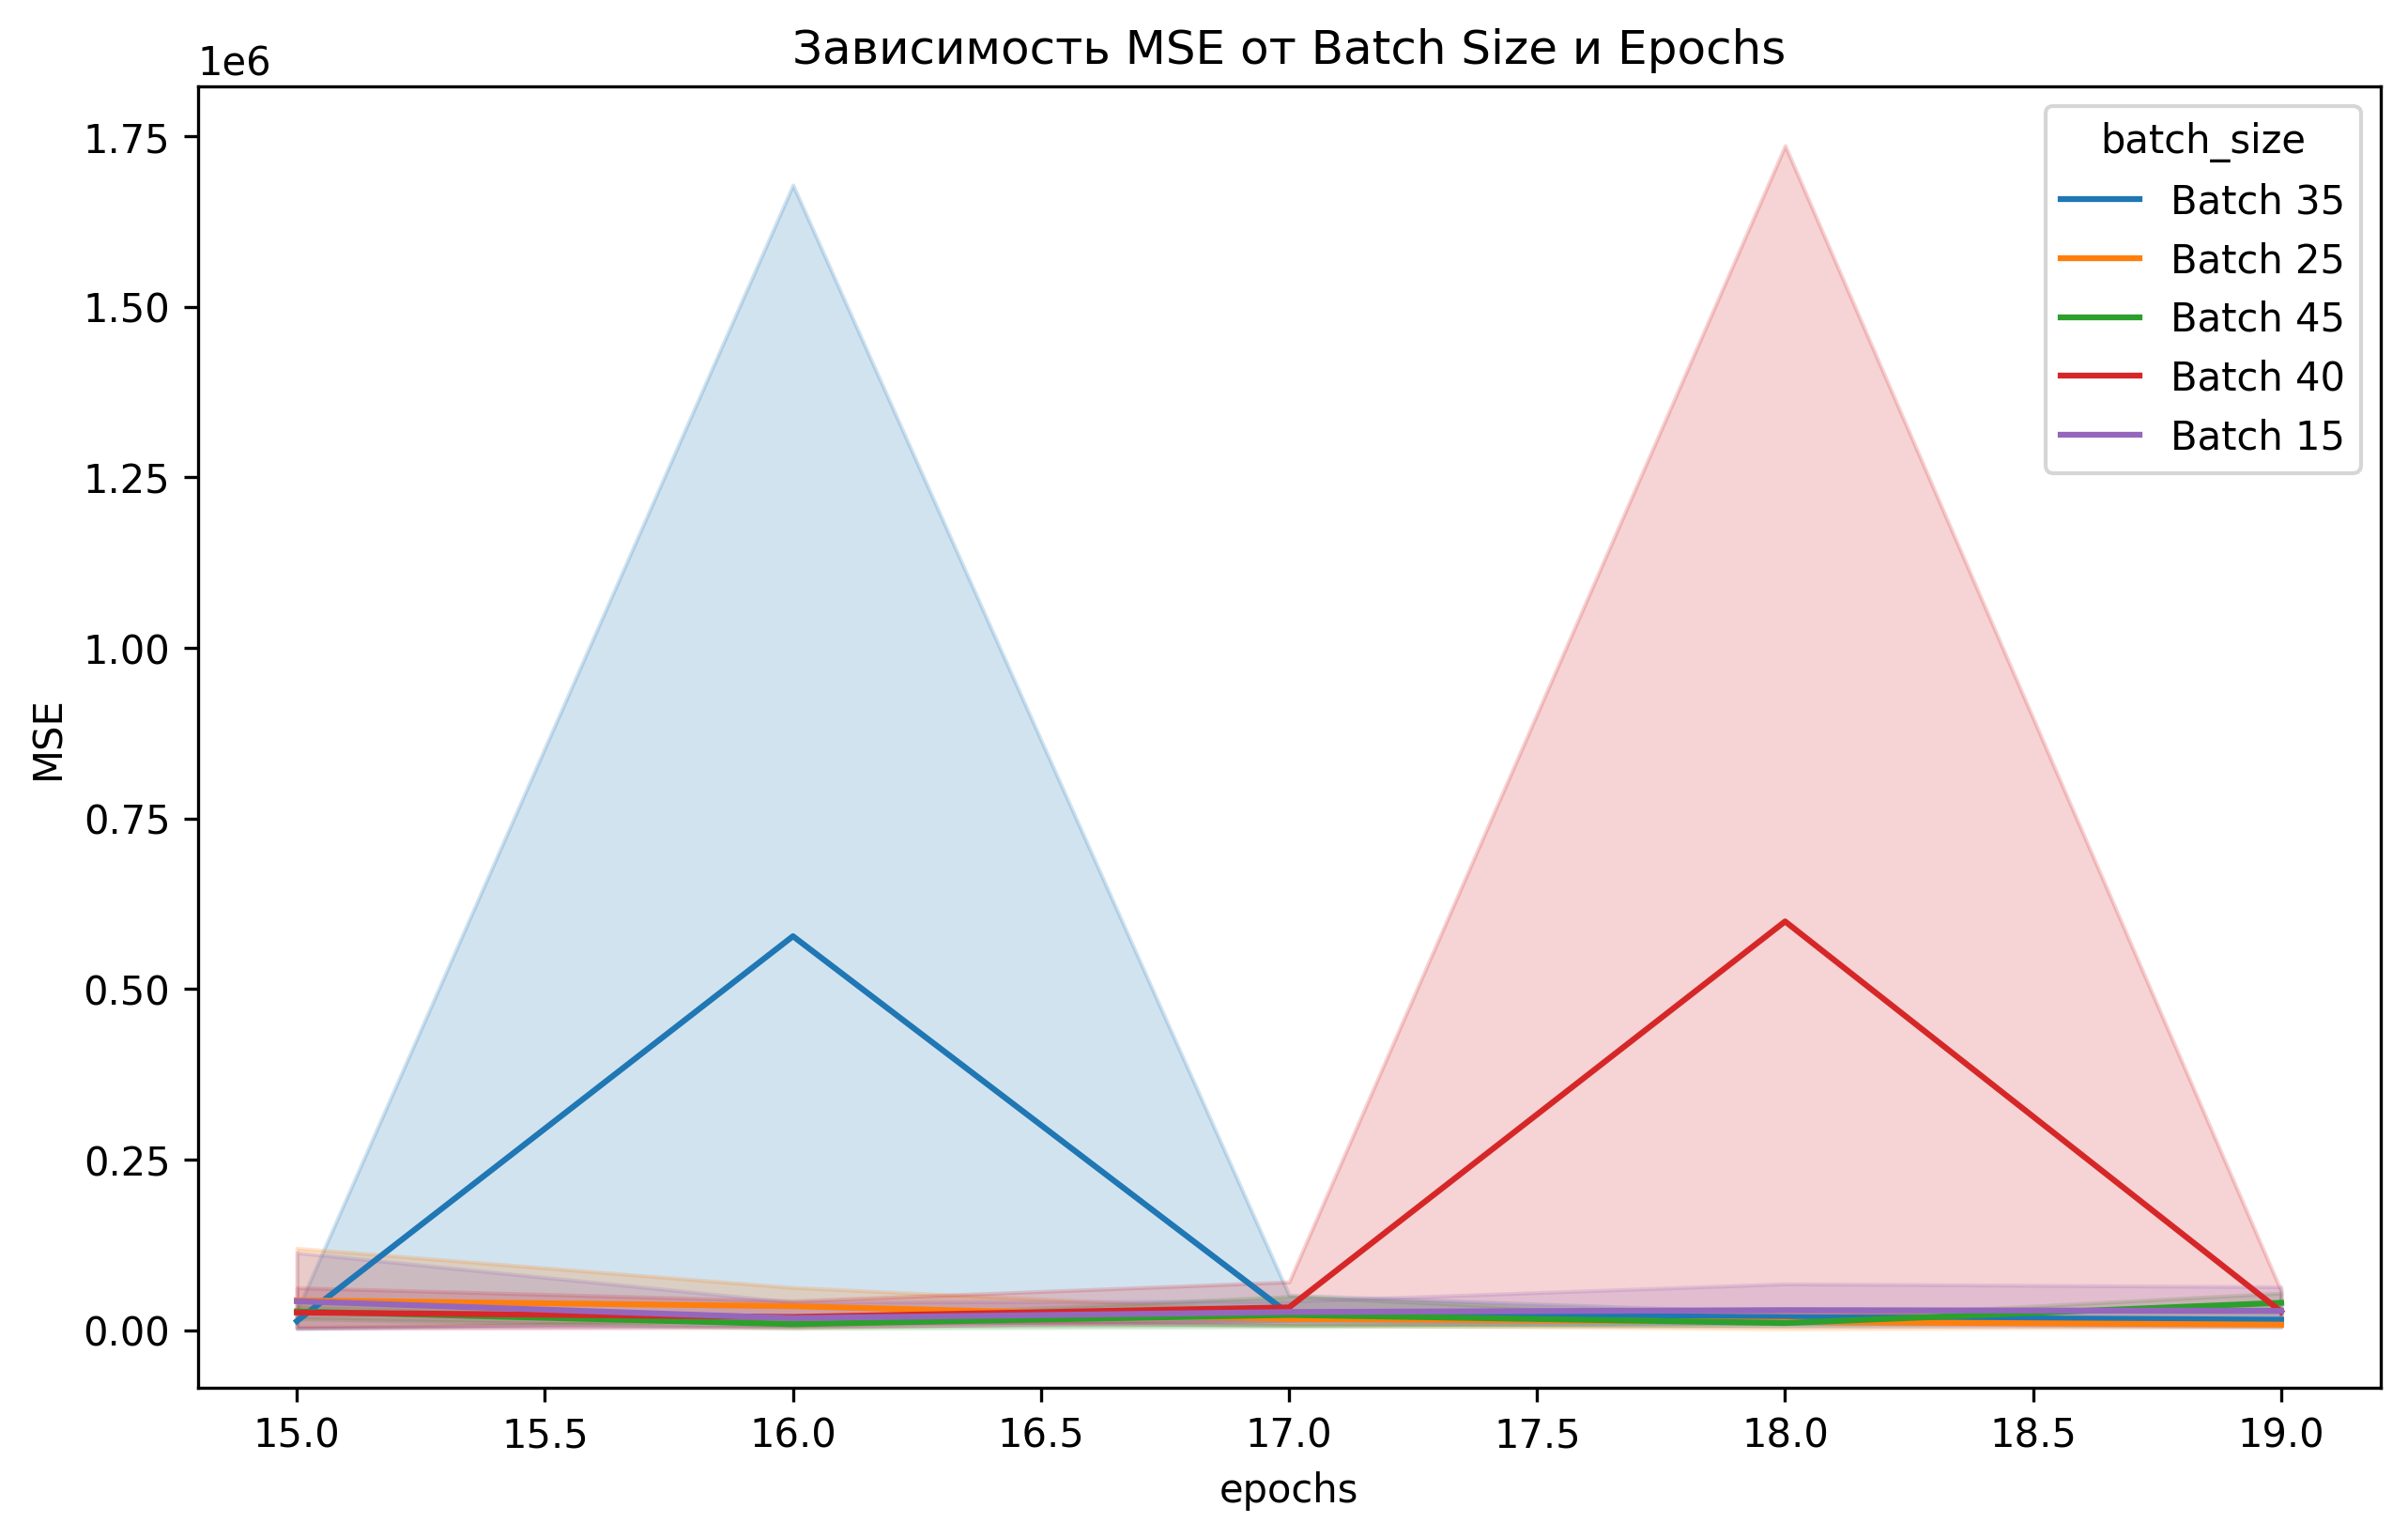 Зависимость MSE от Batch Size и Epochs
1e6
1.75
1.50
1.25
1.00
0.75
0.50
0.25
0.00
MSE
batch_size
Batch 35
Batch 25
Batch 45
Batch 40
Batch 15
15.0 15.5 16.0 16.5 17.0 17.5 18.0 18.5 19.0
epochs